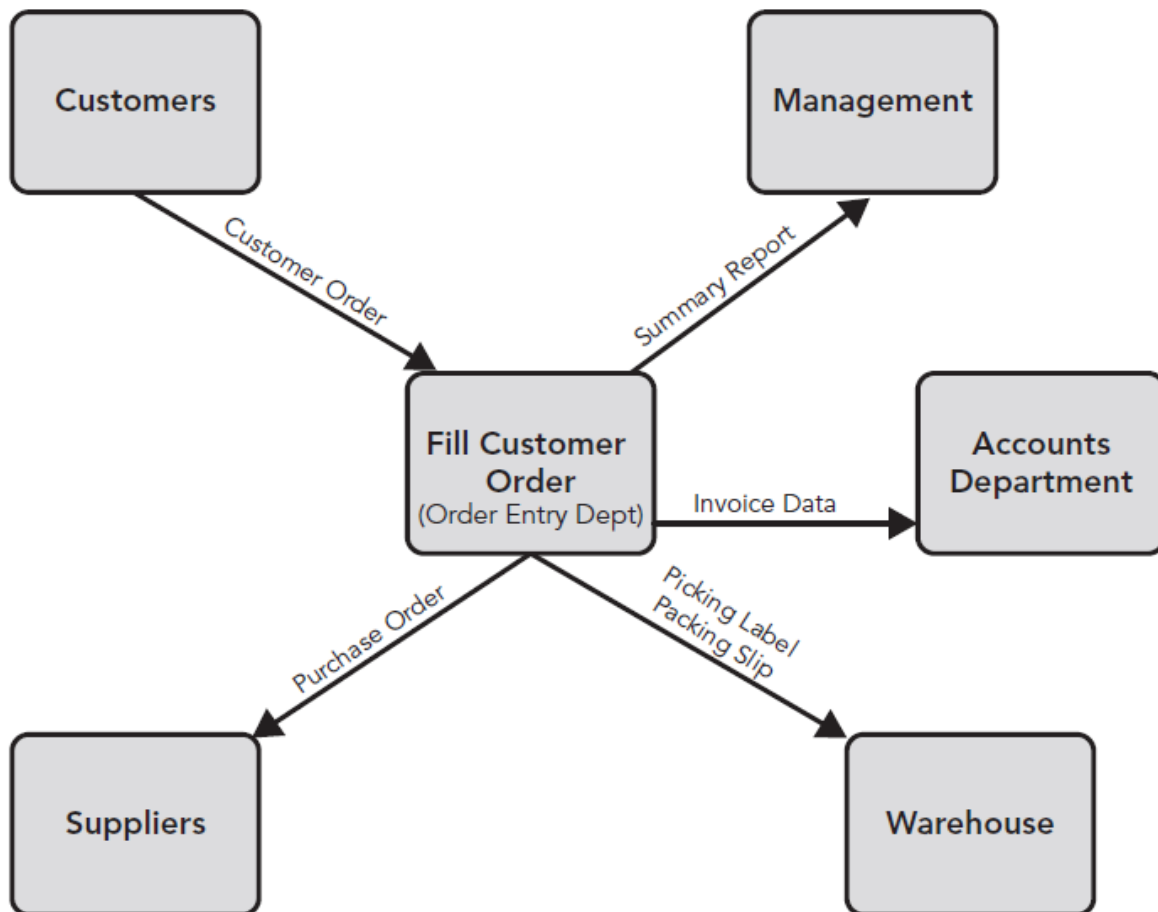 Customers
Management
Customer Order
Summary Report
Fill Customer
Order
(Order Entry Dept)
Accounts
Department
Invoice Data
Purchase Order
Picking Label
Packing Slip
Suppliers
Warehouse